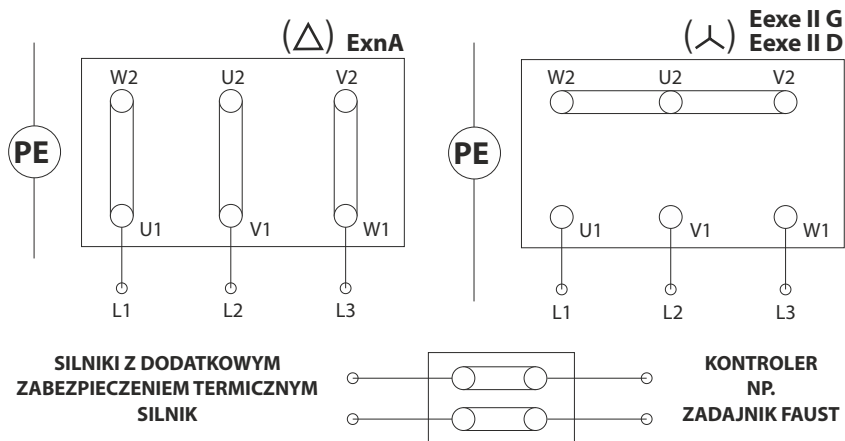 (△) ExnA
W2 U2 V2
PE
U1 V1 W1
L1 L2 L3
(⅄) Eexe II G
Eexe II D
W2 U2 V2
PE
U1 V1 W1
L1 L2 L3
SILNIKI Z DODATKOWYM
ZABEZPIECZENIEM TERMICZNYM
SILNIK
KONTROLER
NP.
ZADAJNIK FAUST